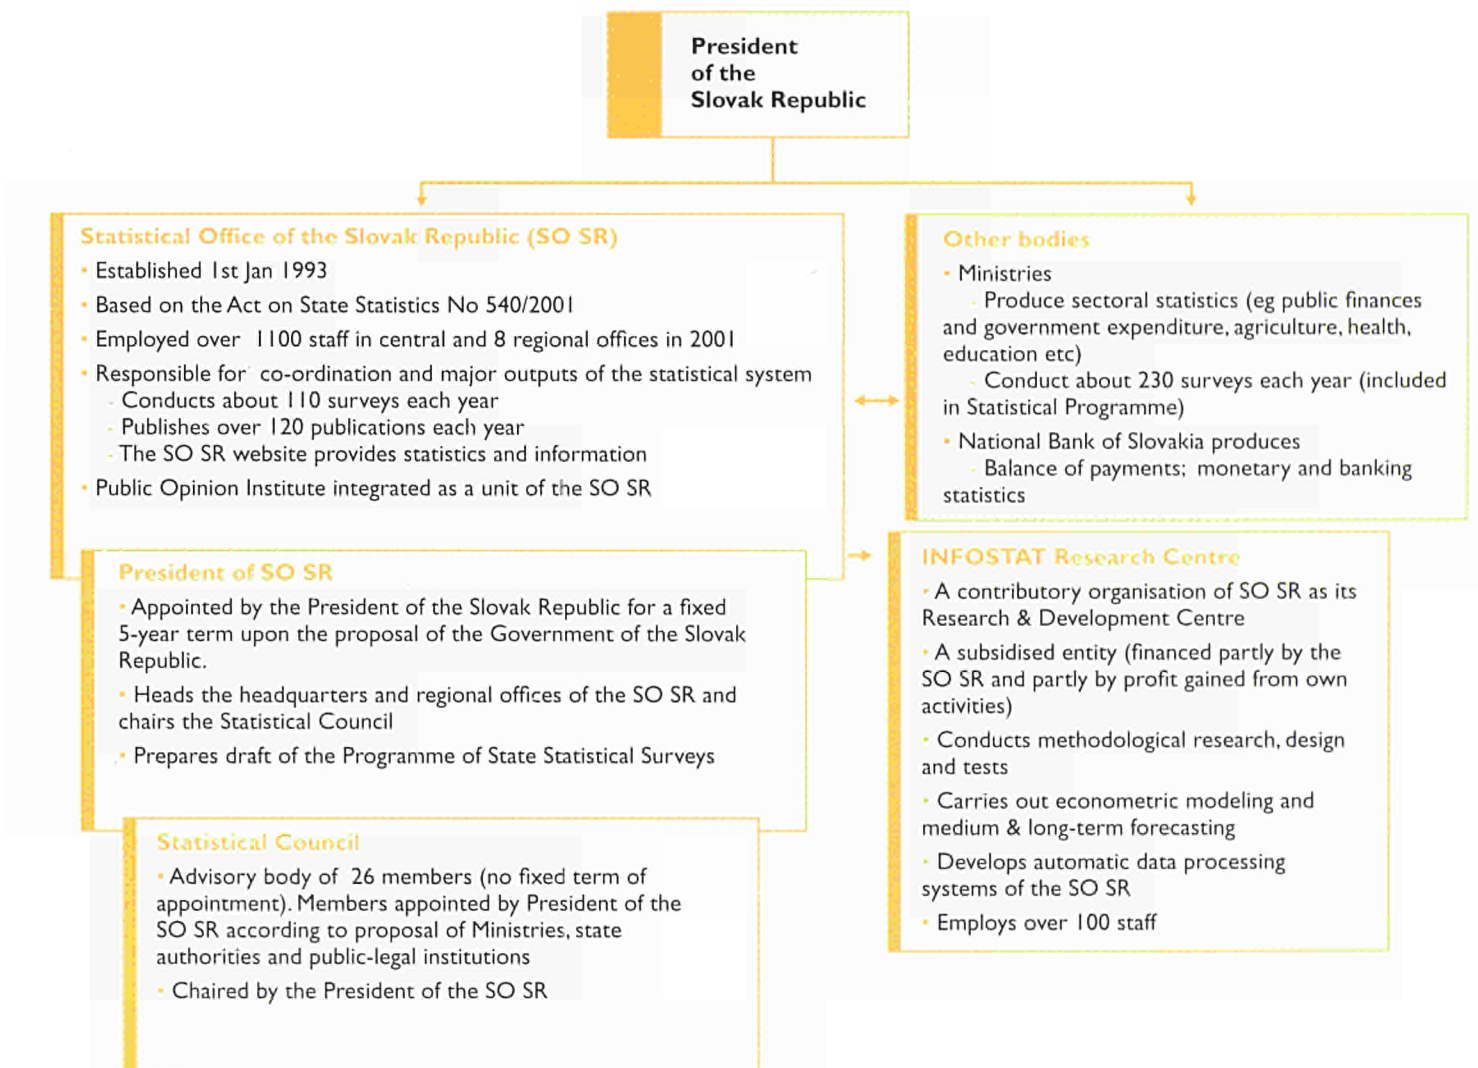 President
of the
Slovak Republic
Statistical Office of the Slovak Republic (SO SR)
• Established 1st Jan 1993
• Based on the Act on State Statistics No 540/2001
• Employed over 1100 staff in central and 8 regional offices in 2001
• Responsible for co-ordination and major outputs of the statistical system
- Conducts about 110 surveys each year
- Publishes over 120 publications each year
- The SO SR website provides statistics and information
• Public Opinion Institute integrated as a unit of the SO SR
Other bodies
• Ministries
- Produce sectoral statistics (eg public finances
and government expenditure, agriculture, health,
education etc)
- Conduct about 230 surveys each year (included
in Statistical Programme)
• National Bank of Slovakia produces
- Balance of payments; monetary and banking
statistics
President of SO SR
• Appointed by the President of the Slovak Republic for a fixed
5-year term upon the proposal of the Government of the Slovak
Republic.
• Heads the headquarters and regional offices of the SO SR and
chairs the Statistical Council
• Prepares draft of the Programme of State Statistical Surveys
INFOSTAT Research Centre
• A contributory organisation of SO SR as its
Research & Development Centre
• A subsidised entity (financed partly by the
SO SR and partly by profit gained from own
activities)
• Conducts methodological research, design
and tests
• Carries out econometric modeling and
medium & long-term forecasting
• Develops automatic data processing
systems of the SO SR
• Employs over 100 staff
Statistical Council
• Advisory body of 26 members (no fixed term of
appointment). Members appointed by President of the
SO SR according to proposal of Ministries, state
authorities and public-legal institutions
• Chaired by the President of the SO SR